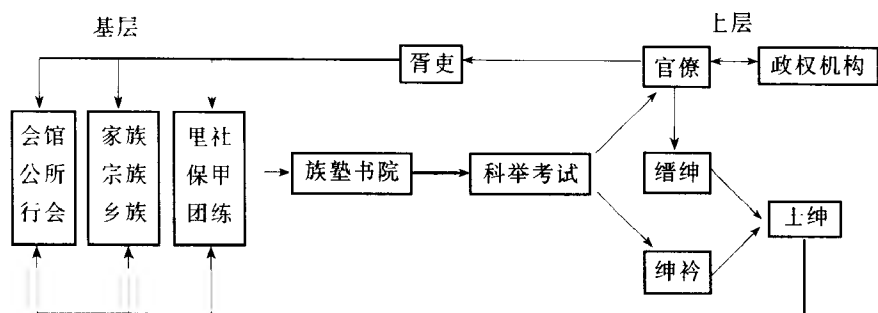 基层
上层
胥吏
官僚
政权机构
会馆
公所
行会
家族
宗族
乡族
里社
保甲
团练
族塾书院
科举考试
缙绅
绅衿
士绅